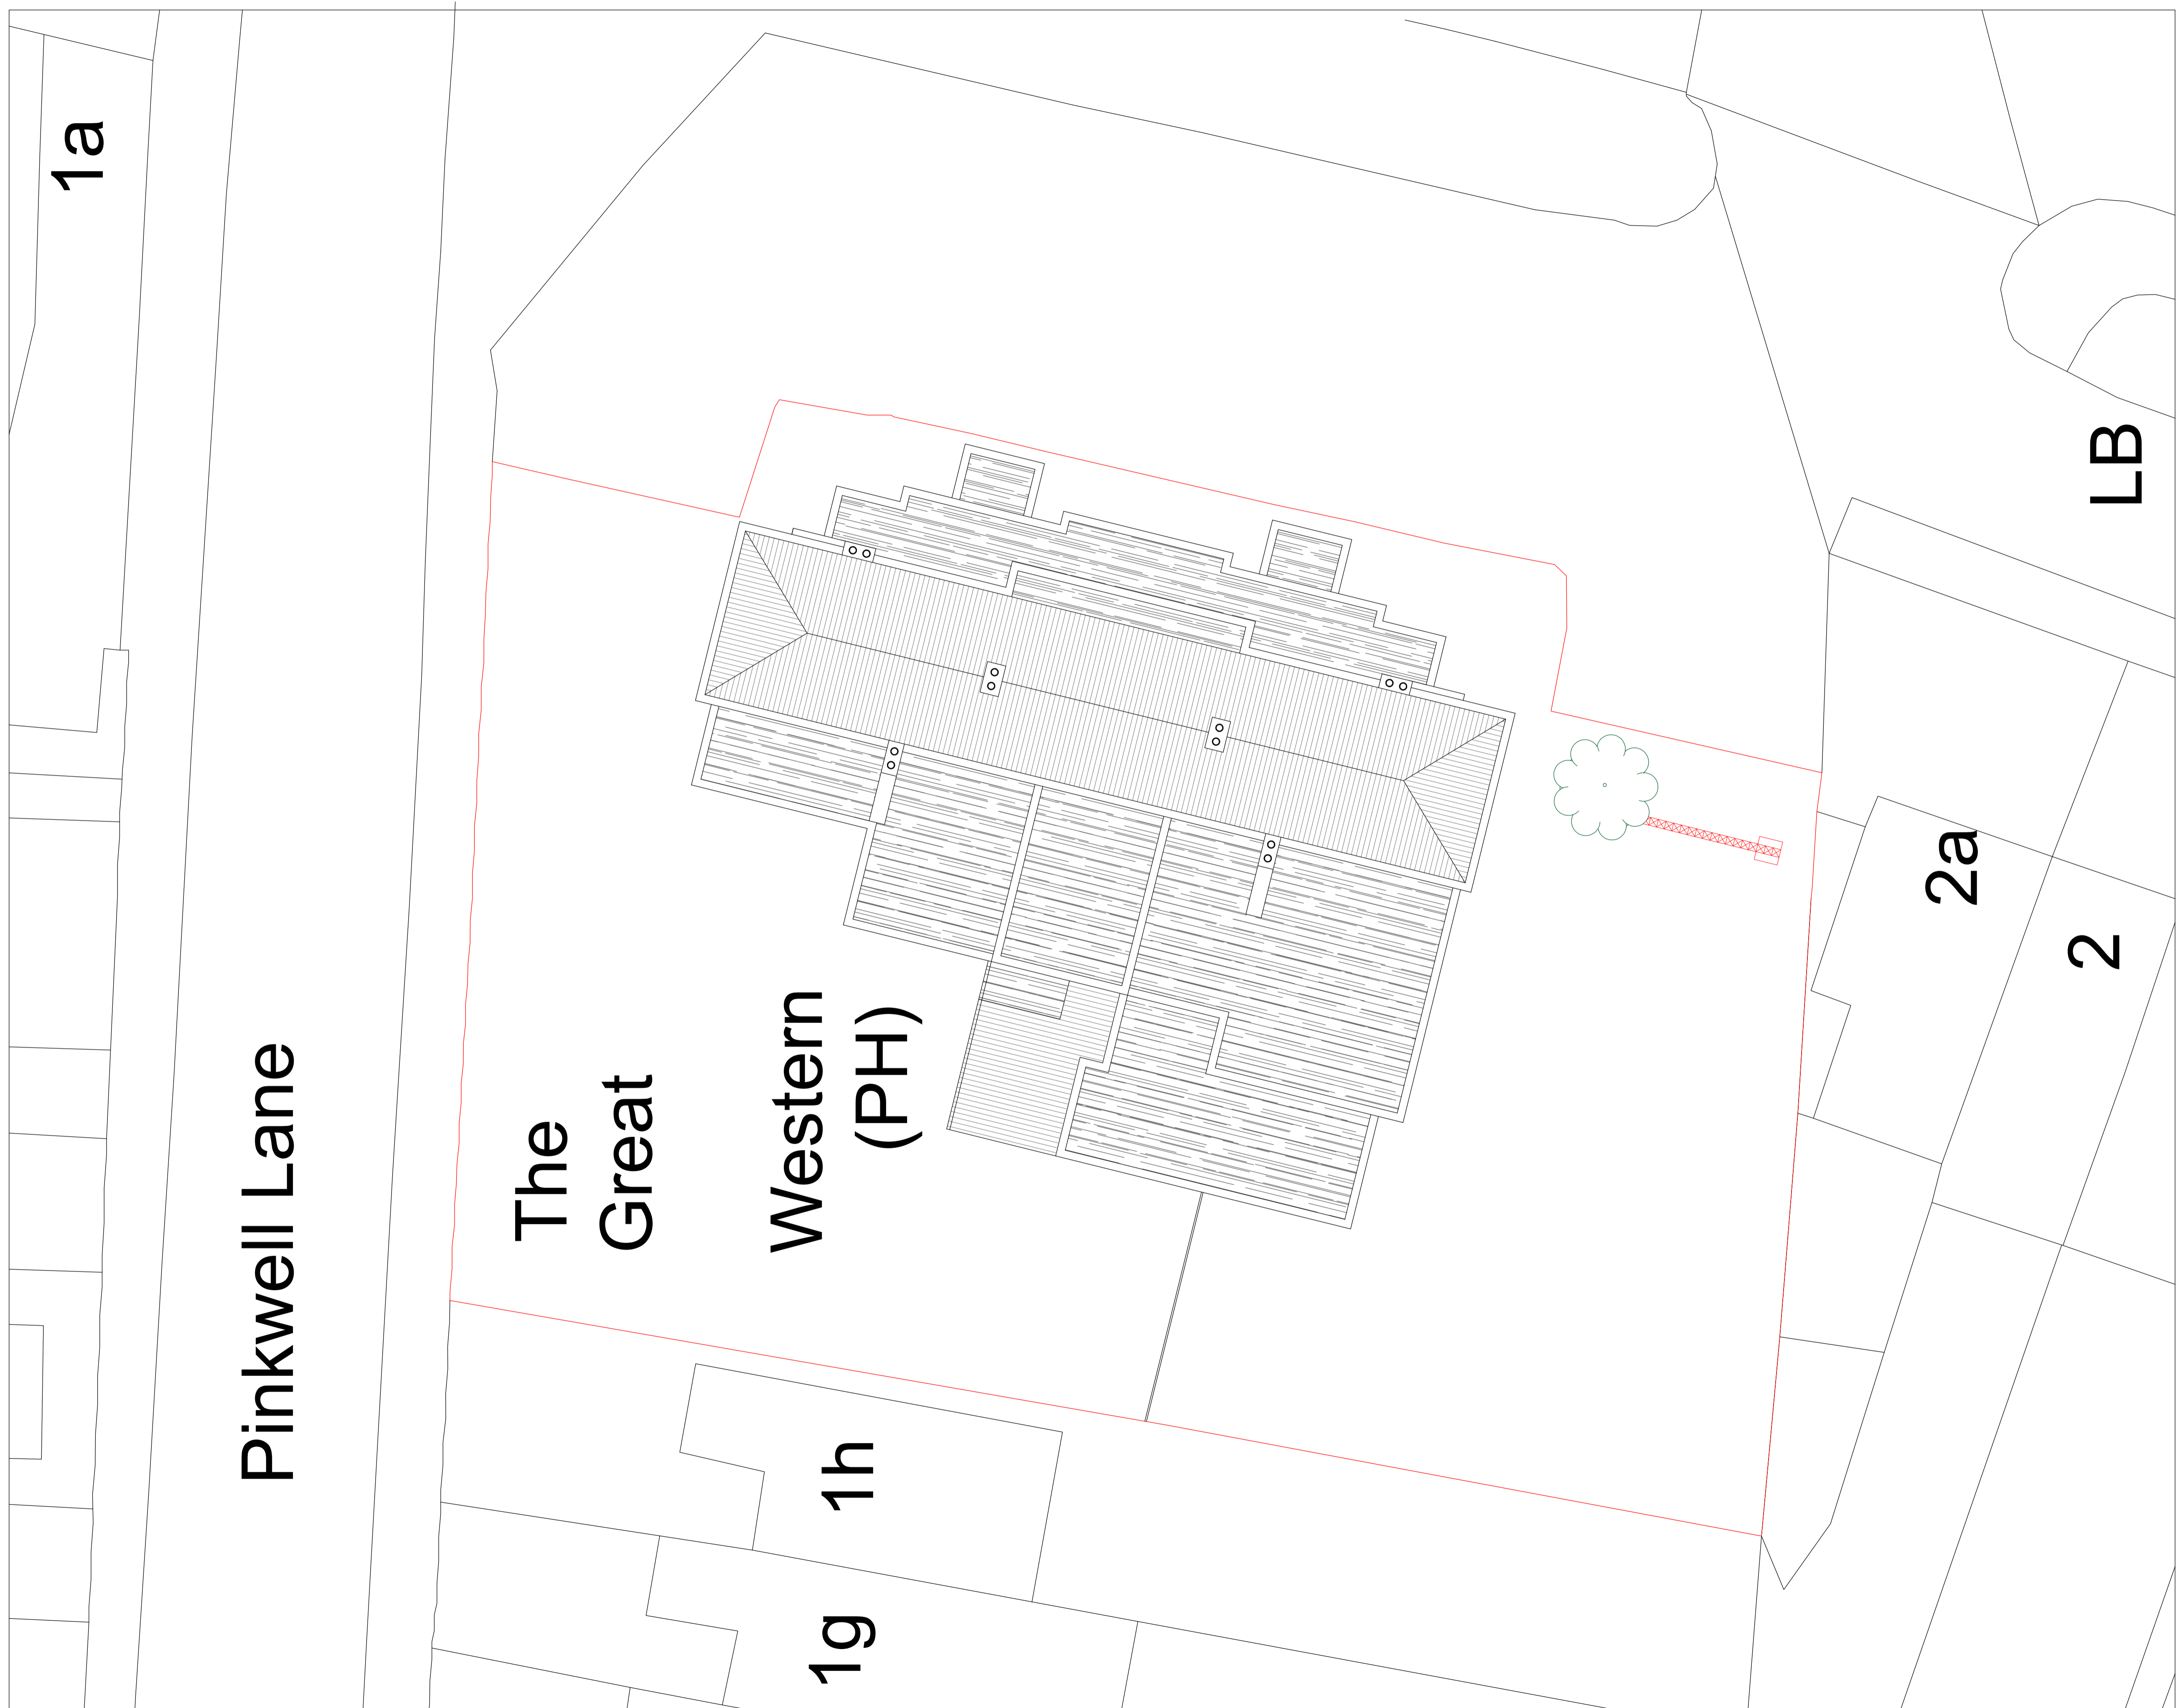 1a
Pinkwell Lane
The
Great
Western
(PH)
1h
1g
LB
2a
2